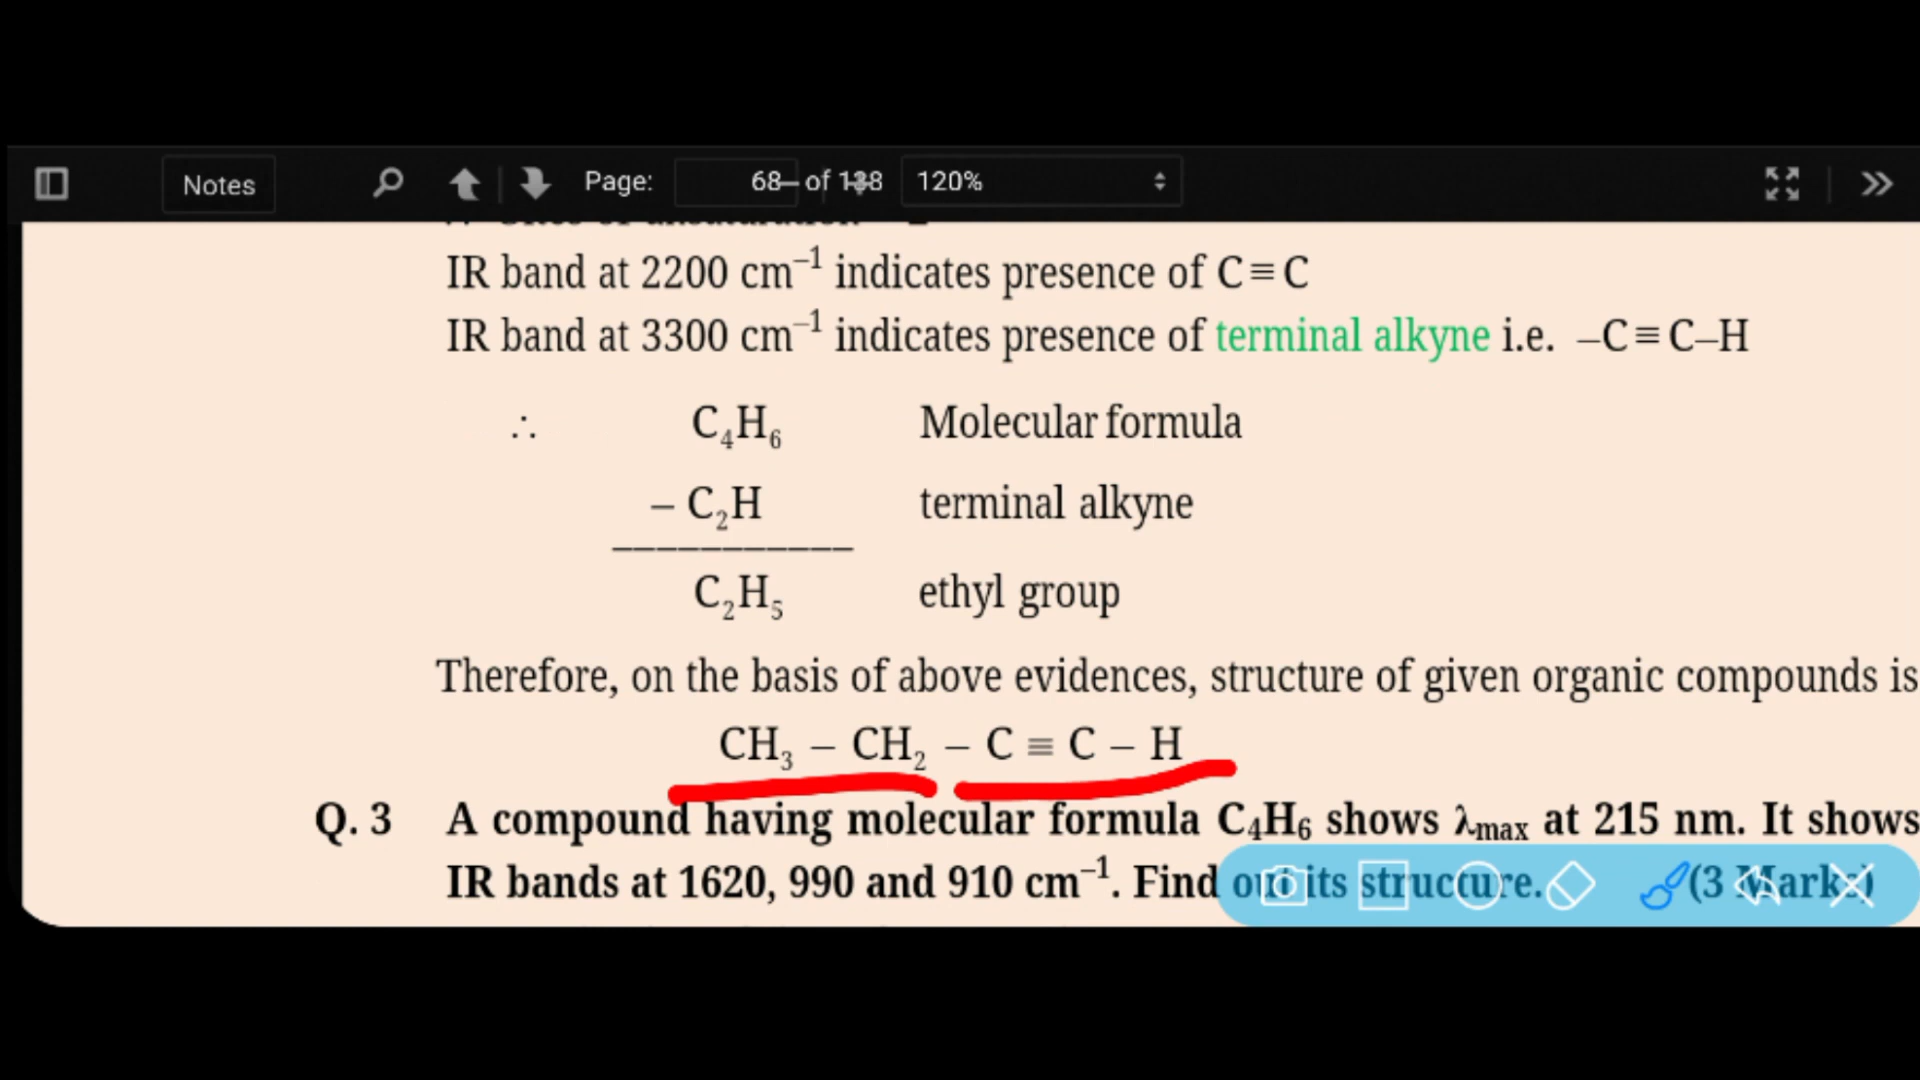 Notes Page: 68 of 138 120%
IR band at 2200 cm⁻¹ indicates presence of C≡C
IR band at 3300 cm⁻¹ indicates presence of terminal alkyne i.e. –C≡C–H
∴ C₄H₆ Molecular formula
– C₂H terminal alkyne
–––––––––––
C₂H₅ ethyl group
Therefore, on the basis of above evidences, structure of given organic compounds is
CH₃ – CH₂ – C ≡ C – H
Q. 3 A compound having molecular formula C₄H₆ shows λmax at 215 nm. It shows
IR bands at 1620, 990 and 910 cm⁻¹. Find out its structure. (3 Marks)